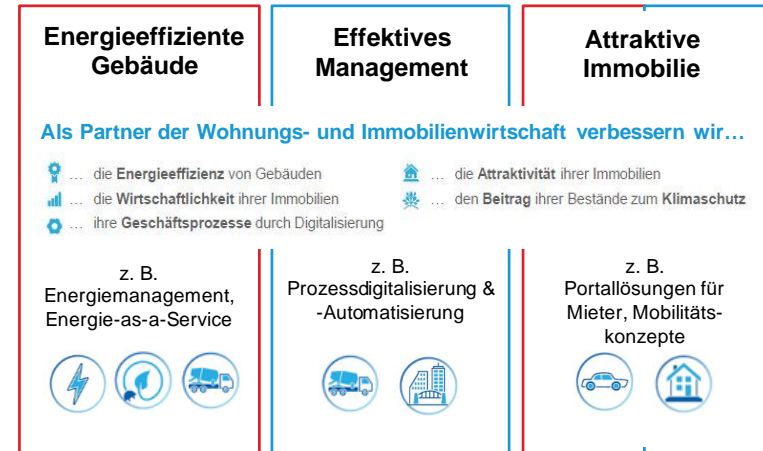 Energieeffiziente
Gebäude
Effektives
Management
Attraktive
Immobilie
Als Partner der Wohnungs- und Immobilienwirtschaft verbessern wir...
... die Energieeffizienz von Gebäuden
... die Wirtschaftlichkeit ihrer Immobilien
... ihre Geschäftsprozesse durch Digitalisierung
... die Attraktivität ihrer Immobilien
... den Beitrag ihrer Bestände zum Klimaschutz
z. B.
Energiemanagement,
Energie-as-a-Service
z. B.
Prozessdigitalisierung &
-Automatisierung
z. B.
Portallösungen für
Mieter, Mobilitäts-
konzepte